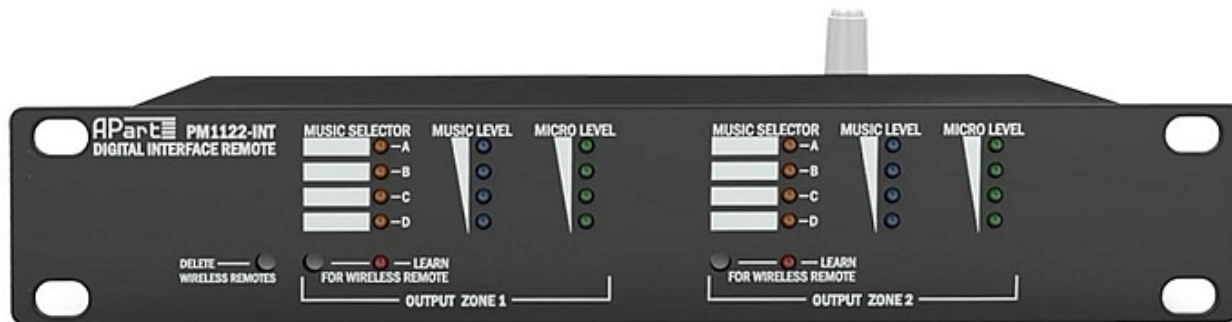 APart PM1122-INT
DIGITAL INTERFACE REMOTE
MUSIC SELECTOR
A
B
C
D
MUSIC LEVEL
MICRO LEVEL
DELETE
WIRELESS REMOTES
LEARN
FOR WIRELESS REMOTE
OUTPUT ZONE 1
MUSIC SELECTOR
A
B
C
D
MUSIC LEVEL
MICRO LEVEL
LEARN
FOR WIRELESS REMOTE
OUTPUT ZONE 2